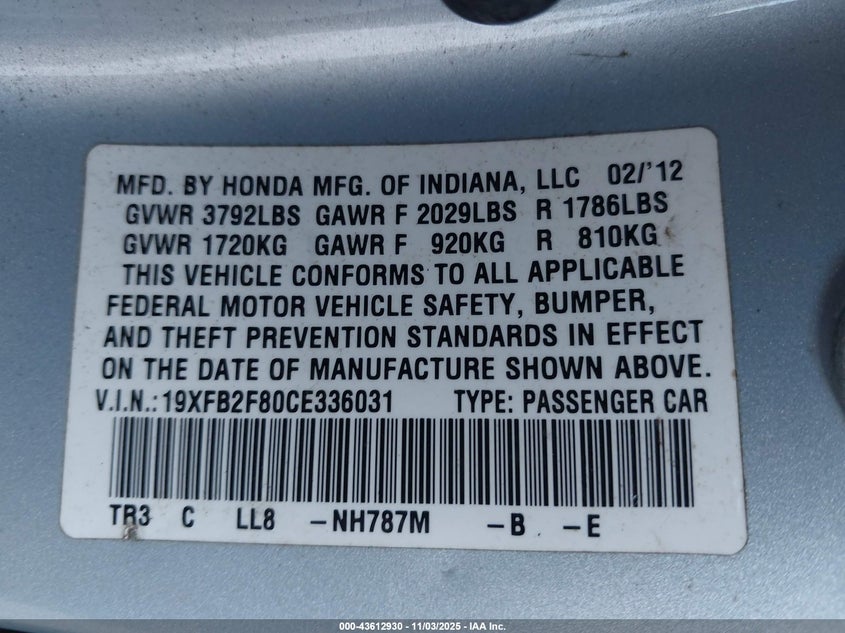 MFD. BY HONDA MFG. OF INDIANA, LLC 02/'12
GVWR 3792LBS GAWR F 2029LBS R 1786LBS
GVWR 1720KG GAWR F 920KG R 810KG
THIS VEHICLE CONFORMS TO ALL APPLICABLE
FEDERAL MOTOR VEHICLE SAFETY, BUMPER,
AND THEFT PREVENTION STANDARDS IN EFFECT
ON THE DATE OF MANUFACTURE SHOWN ABOVE.
V.I.N.:19XFB2F80CE336031 TYPE: PASSENGER CAR
TR3 C LL8 -NH787M -B -E
000-43612930 - 11/03/2025 - IAA Inc.